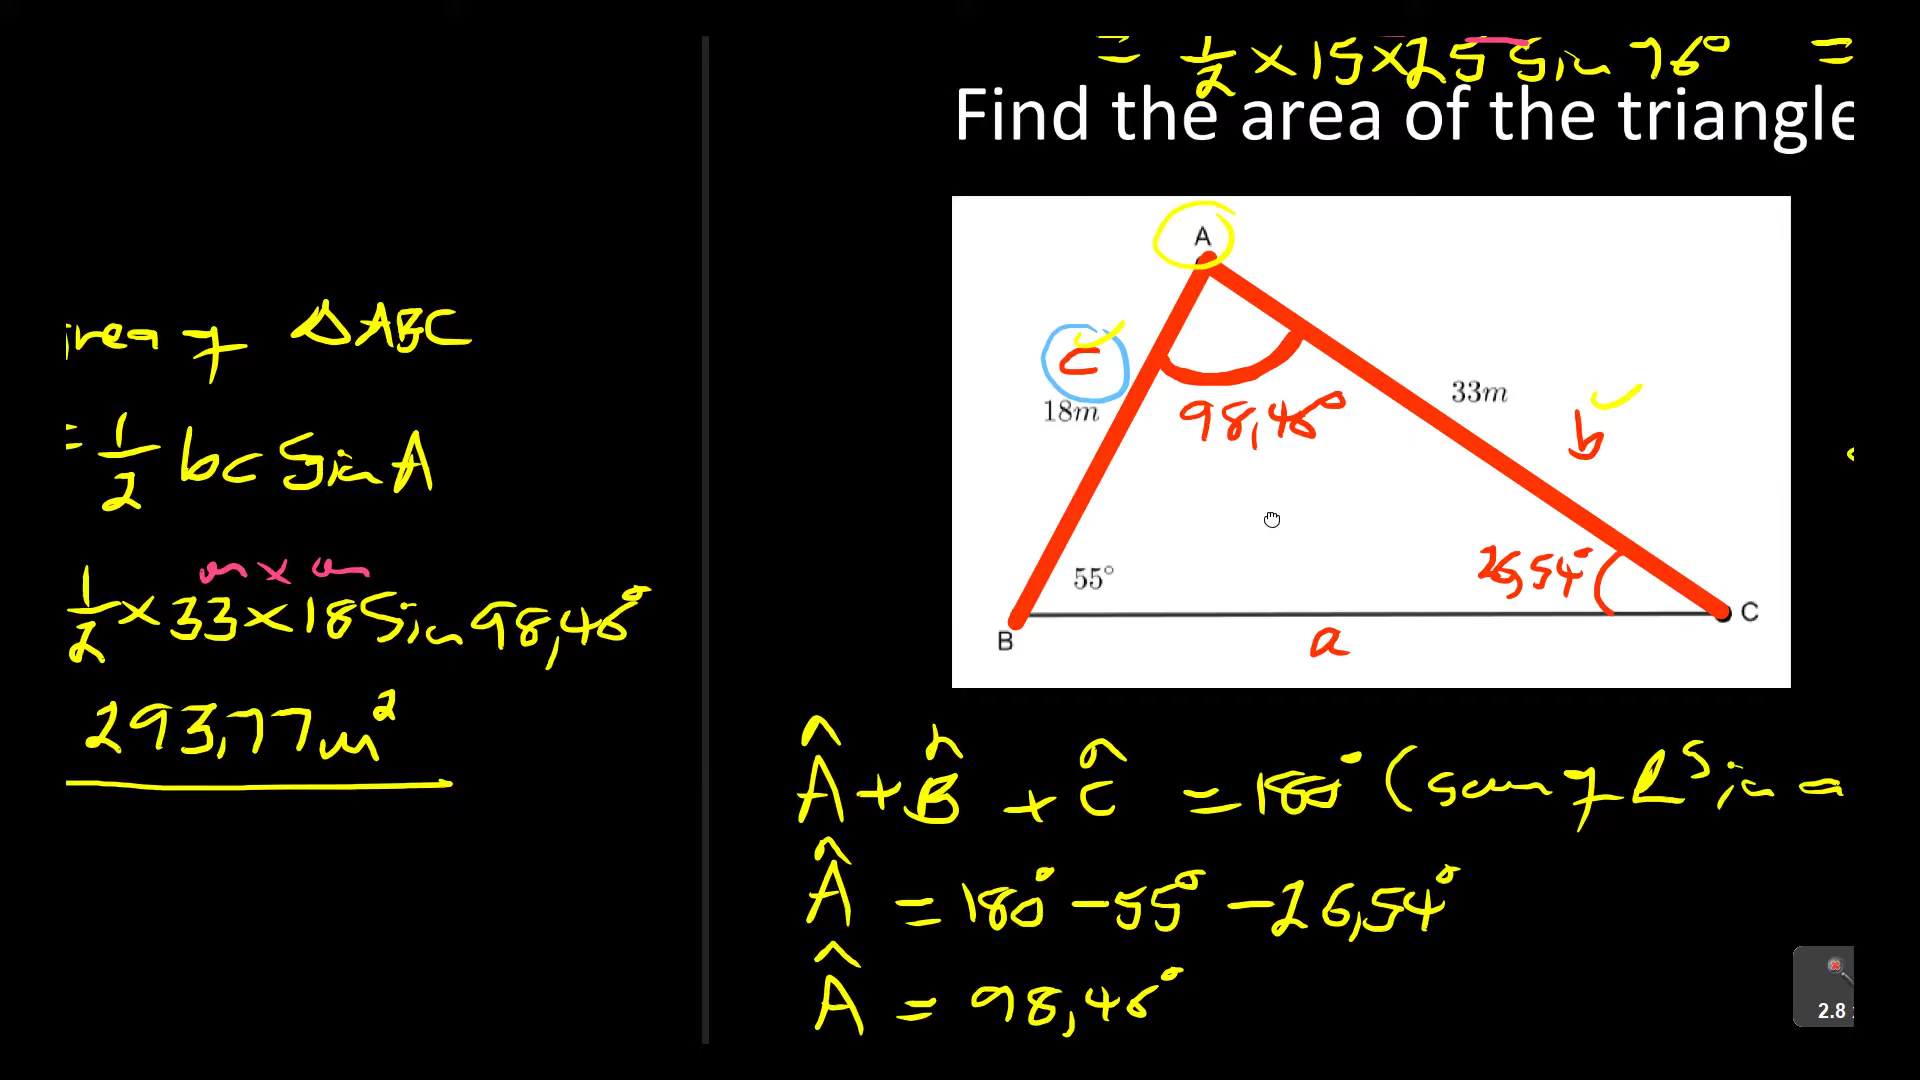 = 1/2 × 15 × 25 Sin 76° =
Find the area of the triangle
A
c
18m
33m
b
98,46°
55°
26,54°
B
a
C
area of △ABC
= 1/2 bc Sin A
m × m
1/2 × 33 × 18 Sin 98,46°
293,77 m²
Â + B̂ + Ĉ = 180° (sum of ∠s in a
Â = 180° − 55° − 26,54°
Â = 98,46°
2.8